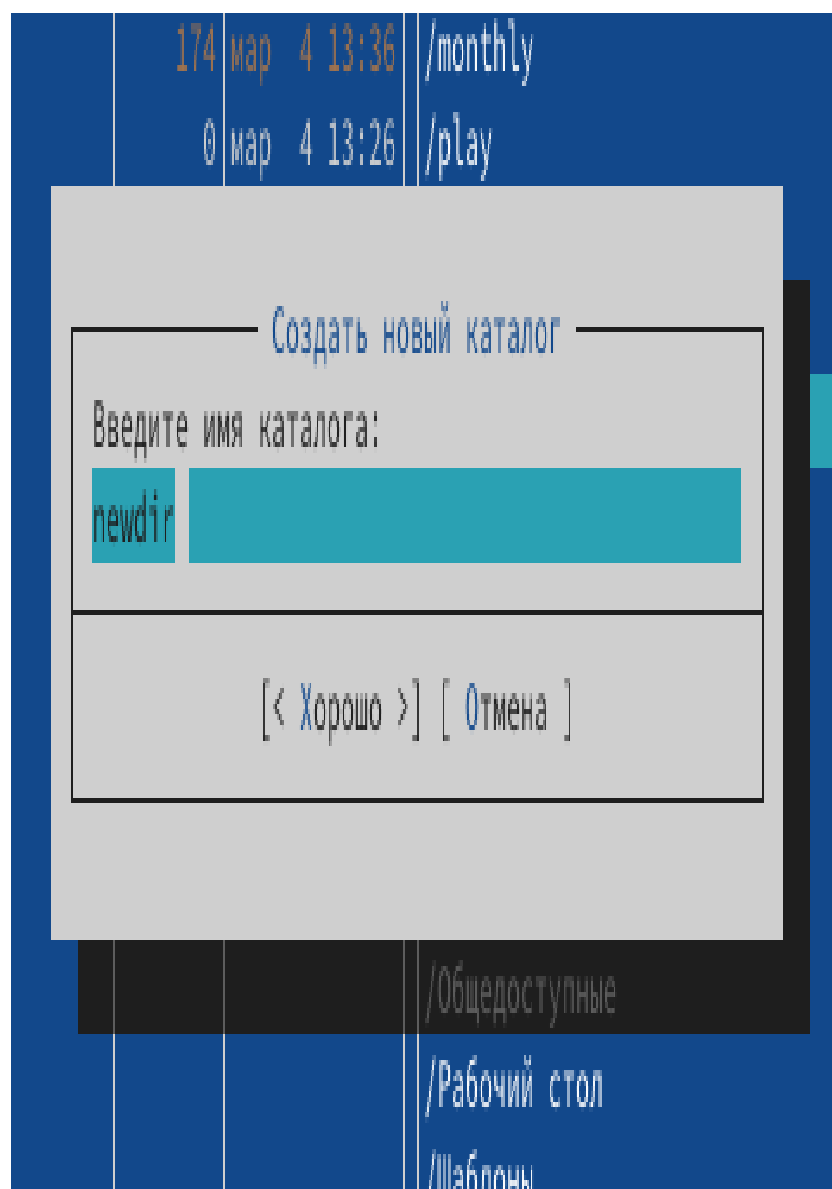 174 мар 4 13:36 /monthly
0 мар 4 13:26 /play
Создать новый каталог
Введите имя каталога:
newdir
[< Хорошо >] [ Отмена ]
/Общедоступные
/Рабочий стол
/Шаблоны